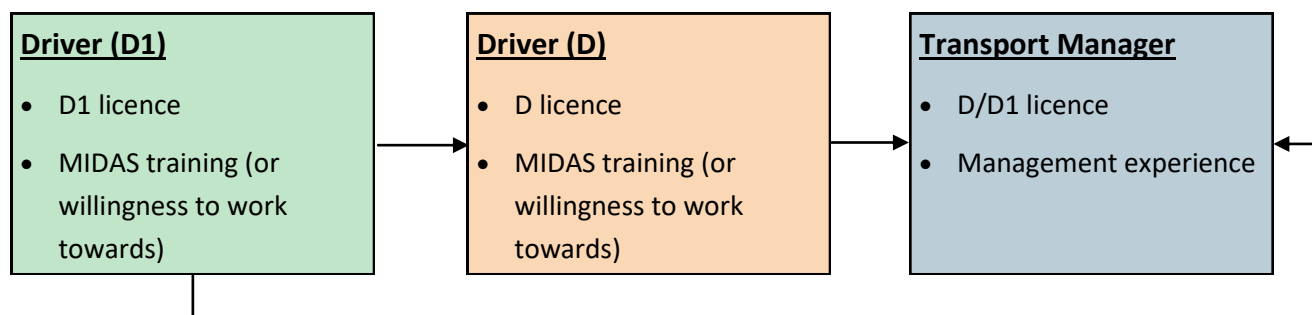 Driver (D1)
• D1 licence
• MIDAS training (or
willingness to work
towards)
Driver (D)
• D licence
• MIDAS training (or
willingness to work
towards)
Transport Manager
• D/D1 licence
• Management experience